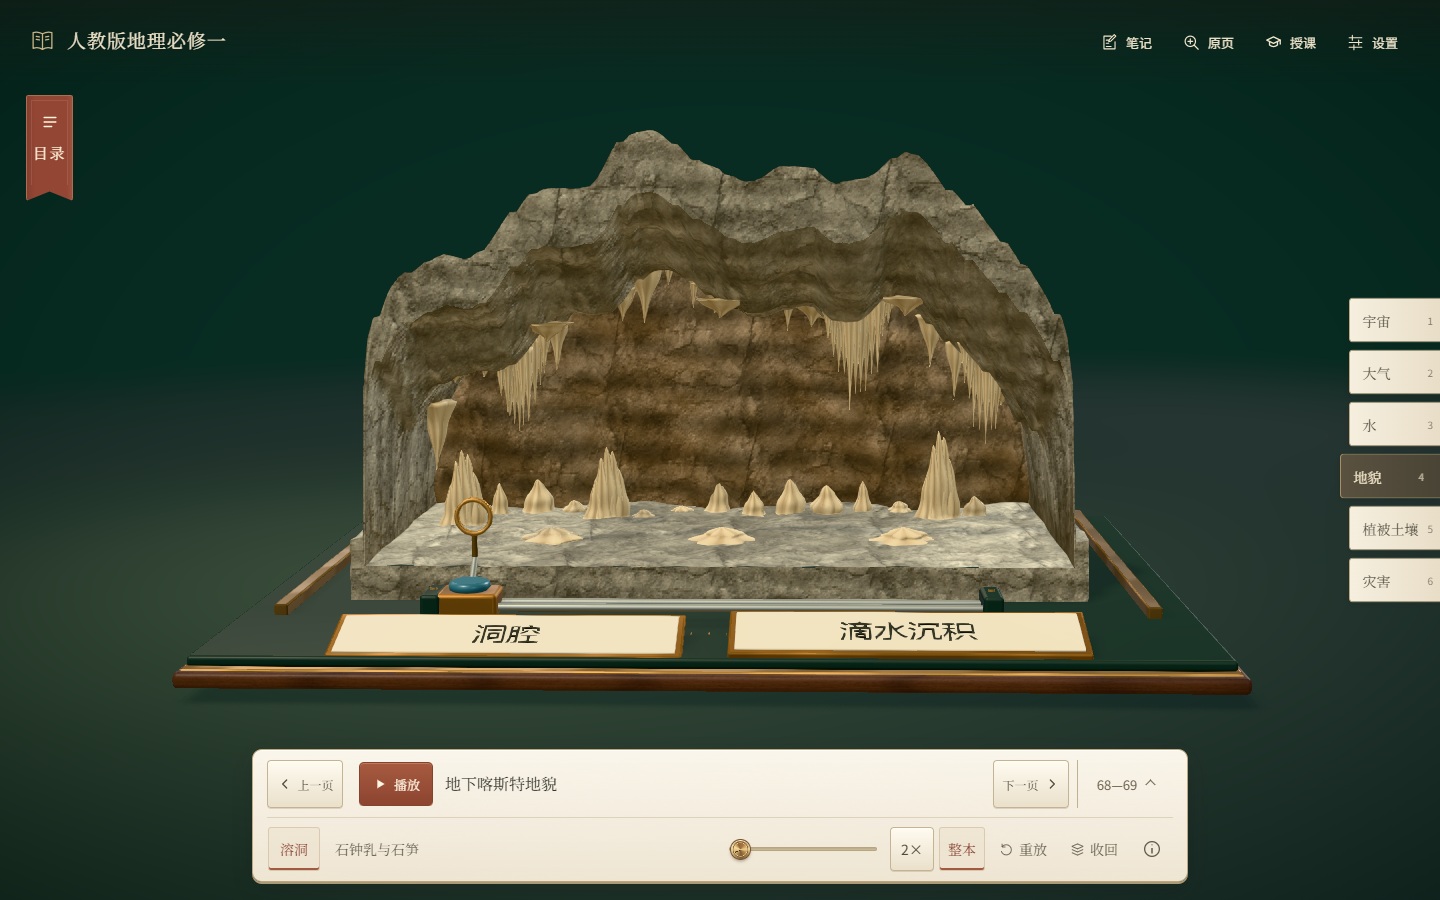 人教版地理必修一
笔记
原页
授课
设置
目录
宇宙 1
大气 2
水 3
地貌 4
植被土壤 5
灾害 6
洞腔
滴水沉积
上一页
播放
地下喀斯特地貌
下一页
68—69
溶洞
石钟乳与石笋
2×
整本
重放
收回